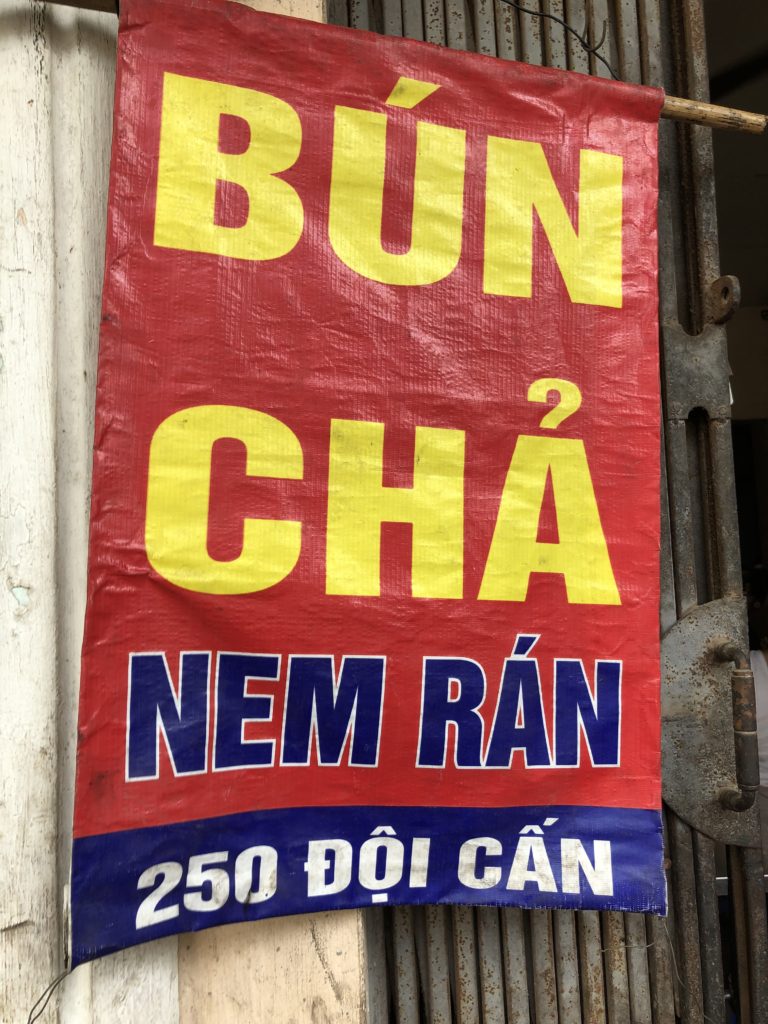 BÚN
CHẢ
NEM RÁN
250 ĐỘI CẤN